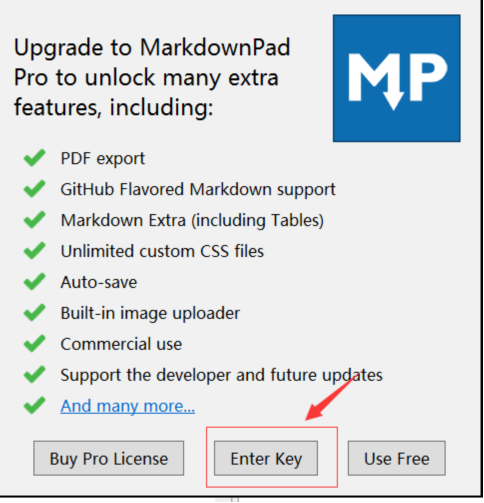 Upgrade to MarkdownPad
Pro to unlock many extra
features, including:
MP
PDF export
GitHub Flavored Markdown support
Markdown Extra (including Tables)
Unlimited custom CSS files
Auto-save
Built-in image uploader
Commercial use
Support the developer and future updates
And many more...
Buy Pro License
Enter Key
Use Free